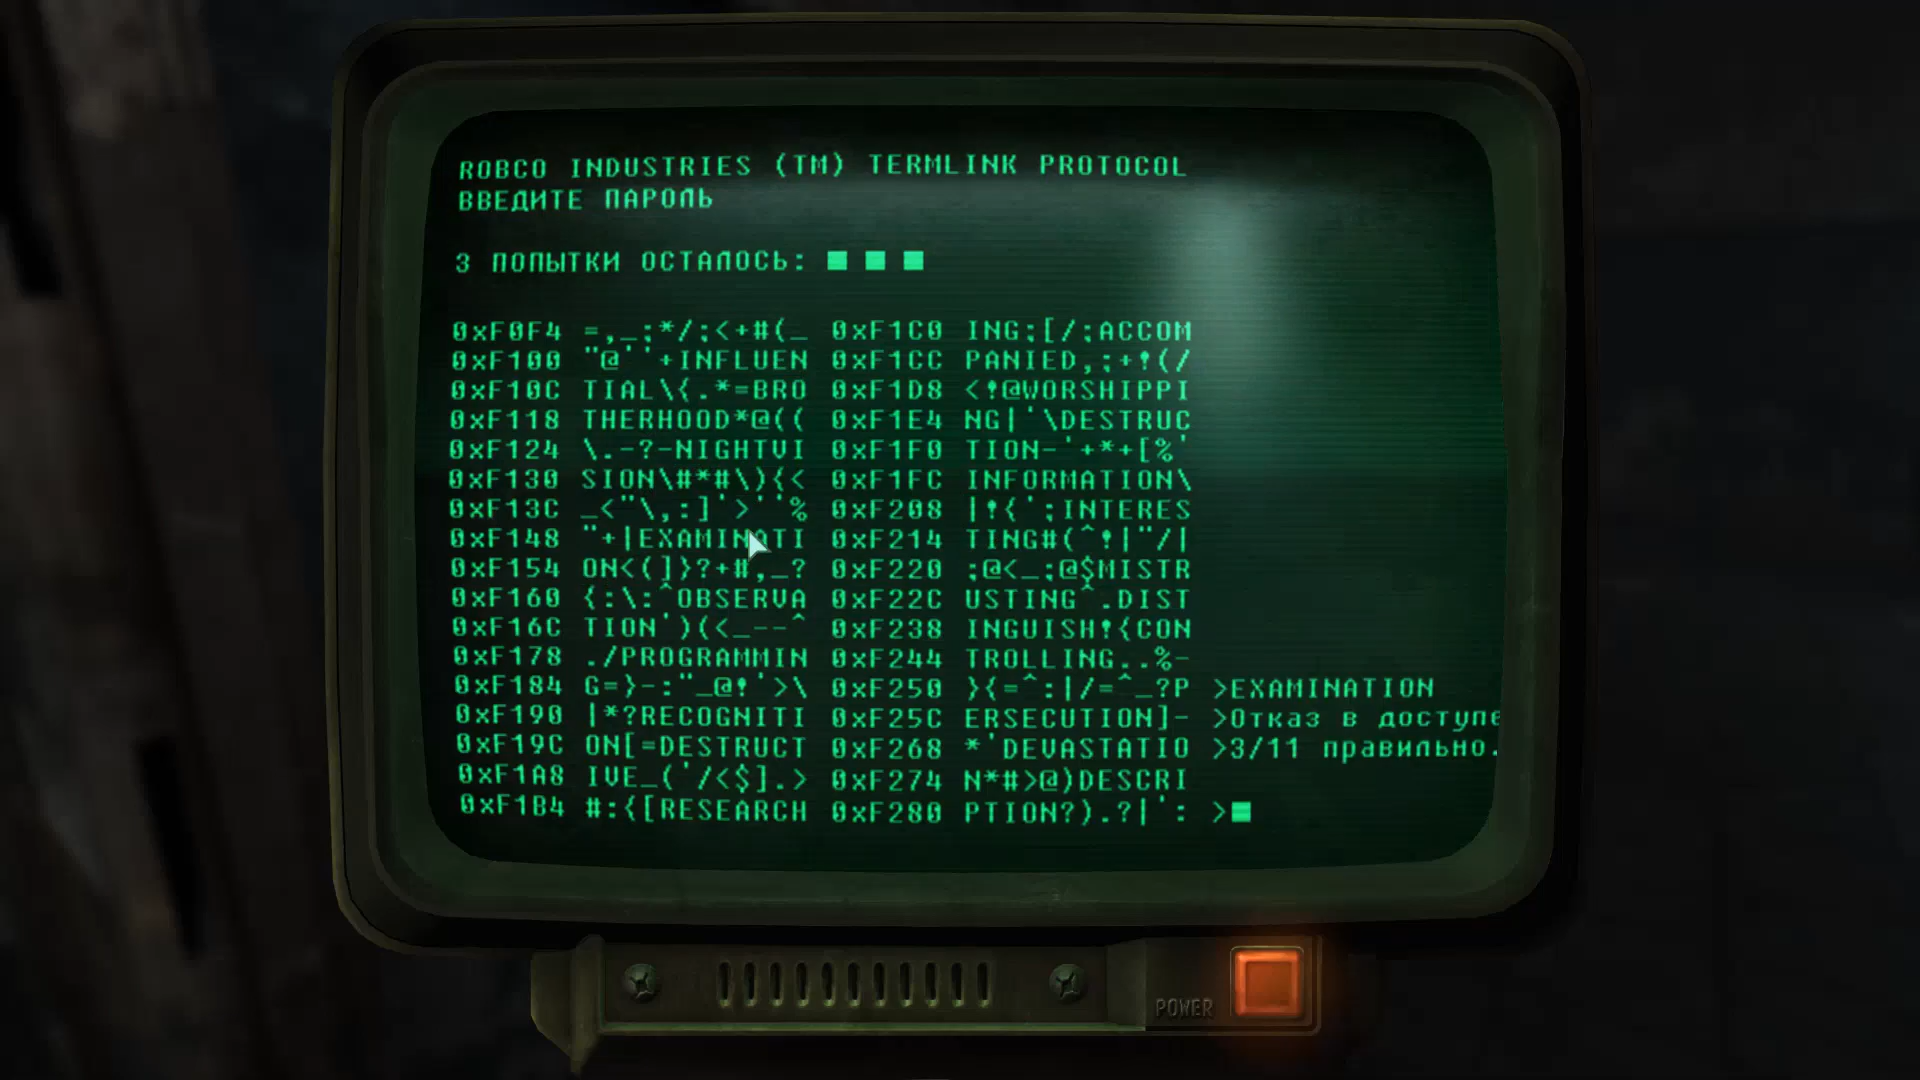 ROBCO INDUSTRIES (TM) TERMLINK PROTOCOL
ВВЕДИТЕ ПАРОЛЬ
3 ПОПЫТКИ ОСТАЛОСЬ: ■ ■ ■
0xF0F4 =,_;*/;<+#(_ 0xF1C0 ING;[/;ACCOM
0xF100 "@''+INFLUEN 0xF1CC PANIED,;+!(/
0xF10C TIAL\{.*=BRO 0xF1D8 <!@WORSHIPPI
0xF118 THERHOOD*@(( 0xF1E4 NG|'\DESTRUC
0xF124 \.-?-NIGHTVI 0xF1F0 TION-'+*+[%'
0xF130 SION\#*#\){< 0xF1FC INFORMATION\
0xF13C _<"\,:]'>''% 0xF208 |!{';INTERES
0xF148 "+|EXAMINATI 0xF214 TING#(^!|"/|
0xF154 ON<(]}?+#,_? 0xF220 ;@<_;@$MISTR
0xF160 {:\:^OBSERVA 0xF22C USTING^.DIST
0xF16C TION')(<_--^ 0xF238 INGUISH!{CON
0xF178 ./PROGRAMMIN 0xF244 TROLLING..%-
0xF184 G=}-:"_@!'>\ 0xF250 }{=^:|/=^_?P >EXAMINATION
0xF190 |*?RECOGNITI 0xF25C ERSECUTION]- >Отказ в доступе
0xF19C ON[=DESTRUCT 0xF268 *'DEVASTATIO >3/11 правильно.
0xF1A8 IVE_('/<$].> 0xF274 N*#>@)DESCRI
0xF1B4 #:{[RESEARCH 0xF280 PTION?).?|': >■
POWER